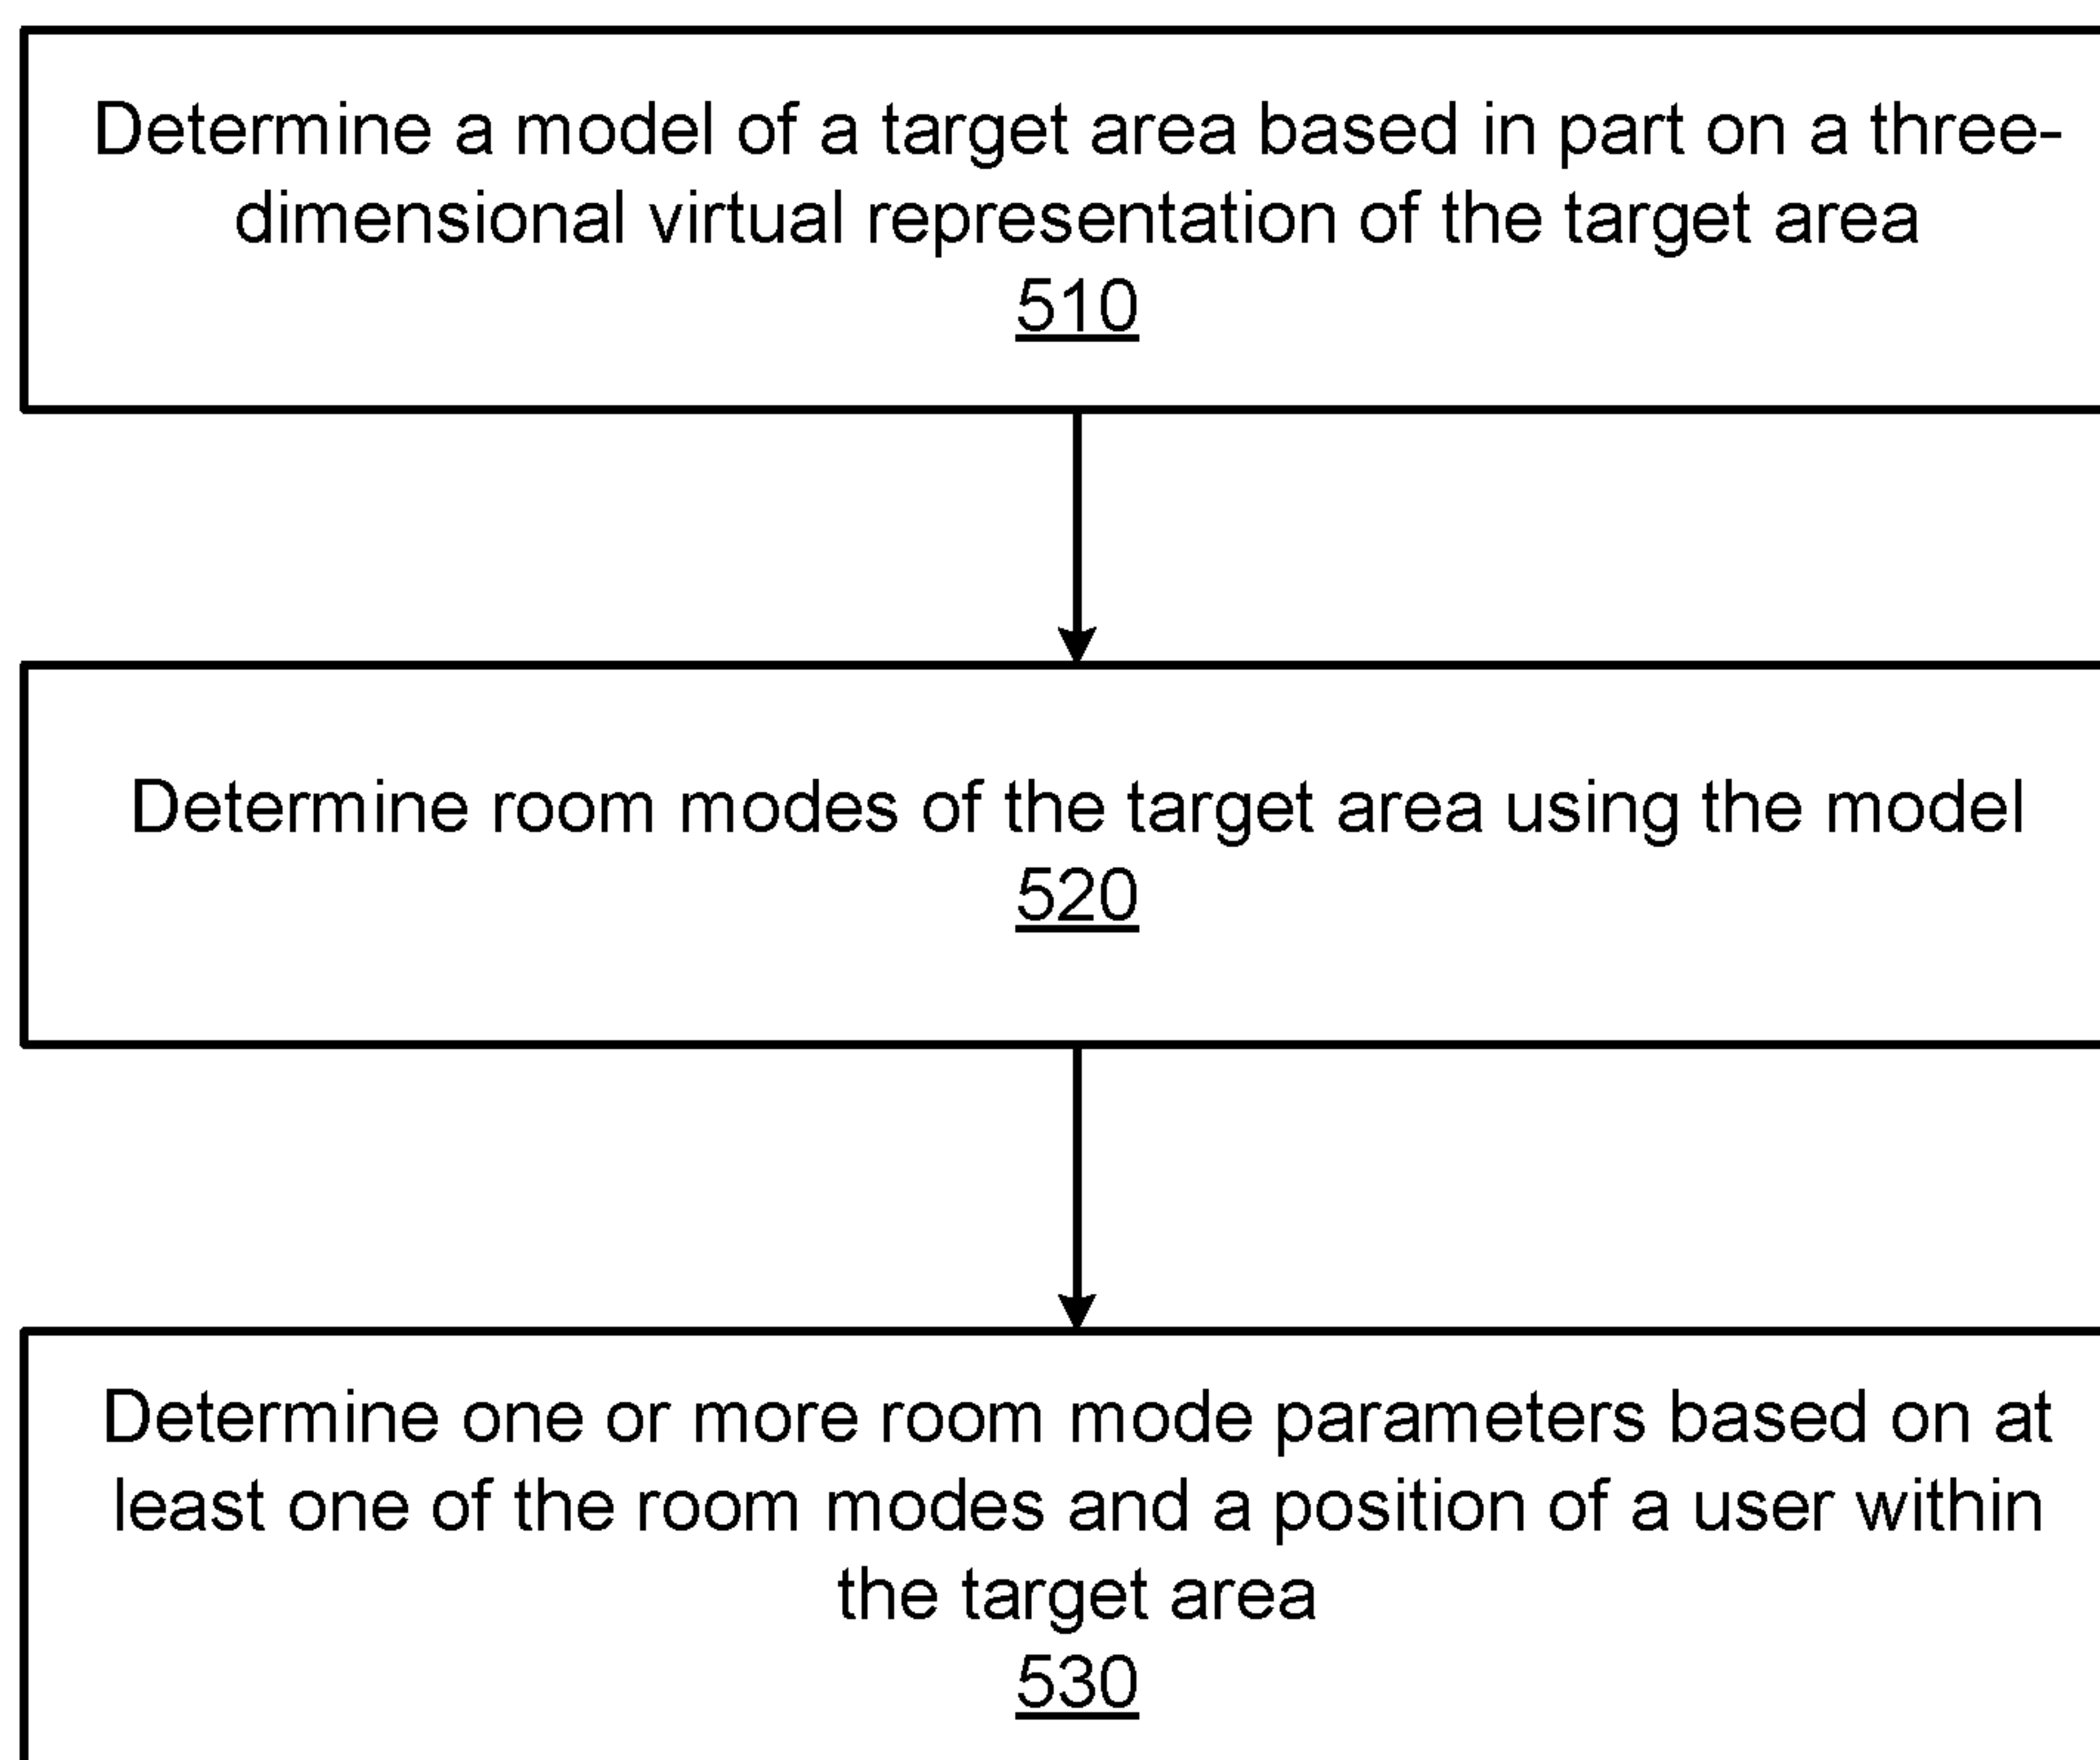 Determine a model of a target area based in part on a three-
dimensional virtual representation of the target area
510
Determine room modes of the target area using the model
520
Determine one or more room mode parameters based on at
least one of the room modes and a position of a user within
the target area
530